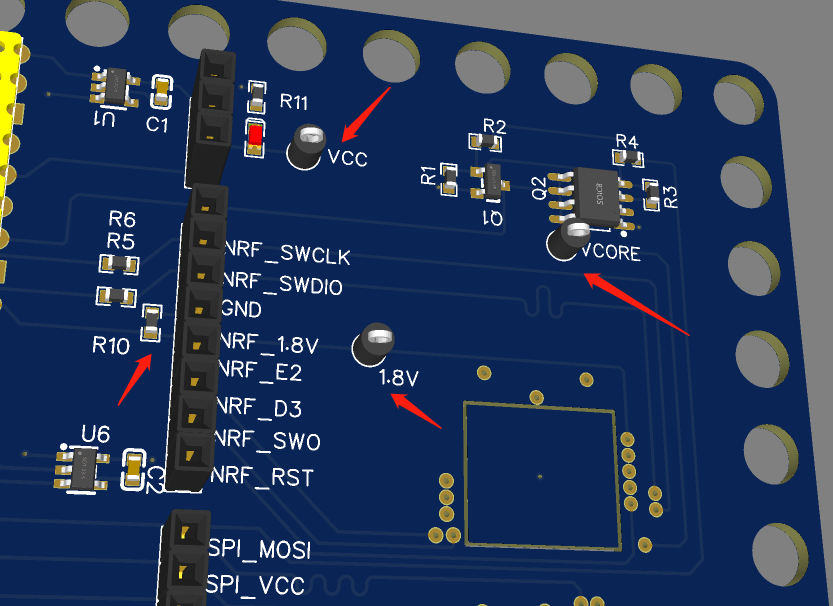 R11
U1
C1
VCC
R2
R4
R1
Q1
Q2
SOIC8
R3
VCORE
R6
R5
R10
NRF_SWCLK
NRF_SWDIO
GND
NRF_1.8V
NRF_E2
NRF_D3
NRF_SWO
NRF_RST
1.8V
U6
C2
SPI_MOSI
SPI_VCC